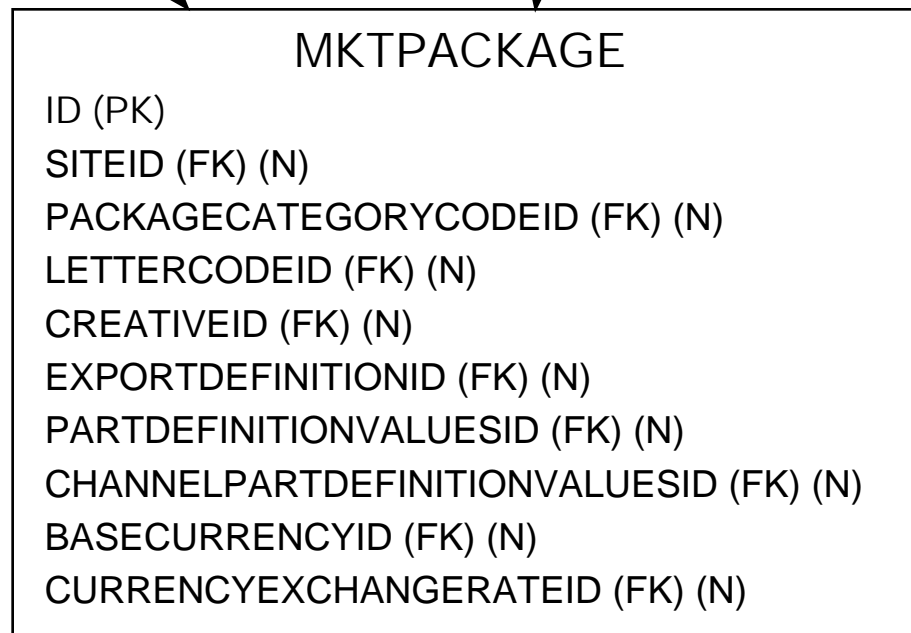 MKTPACKAGE
ID (PK)
SITEID (FK) (N)
PACKAGECATEGORYCODEID (FK) (N)
LETTERCODEID (FK) (N)
CREATIVEID (FK) (N)
EXPORTDEFINITIONID (FK) (N)
PARTDEFINITIONVALUESID (FK) (N)
CHANNELPARTDEFINITIONVALUESID (FK) (N)
BASECURRENCYID (FK) (N)
CURRENCYEXCHANGERATEID (FK) (N)